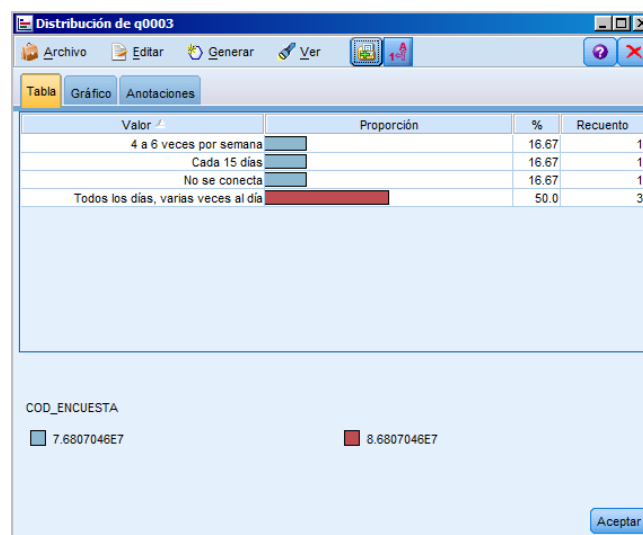 Distribución de q0003
Archivo Editar Generar Ver
Tabla Gráfico Anotaciones
Valor Proporción % Recuento
4 a 6 veces por semana 16.67 1
Cada 15 días 16.67 1
No se conecta 16.67 1
Todos los días, varias veces al día 50.0 3
COD_ENCUESTA
7.6807046E7 8.6807046E7
Aceptar